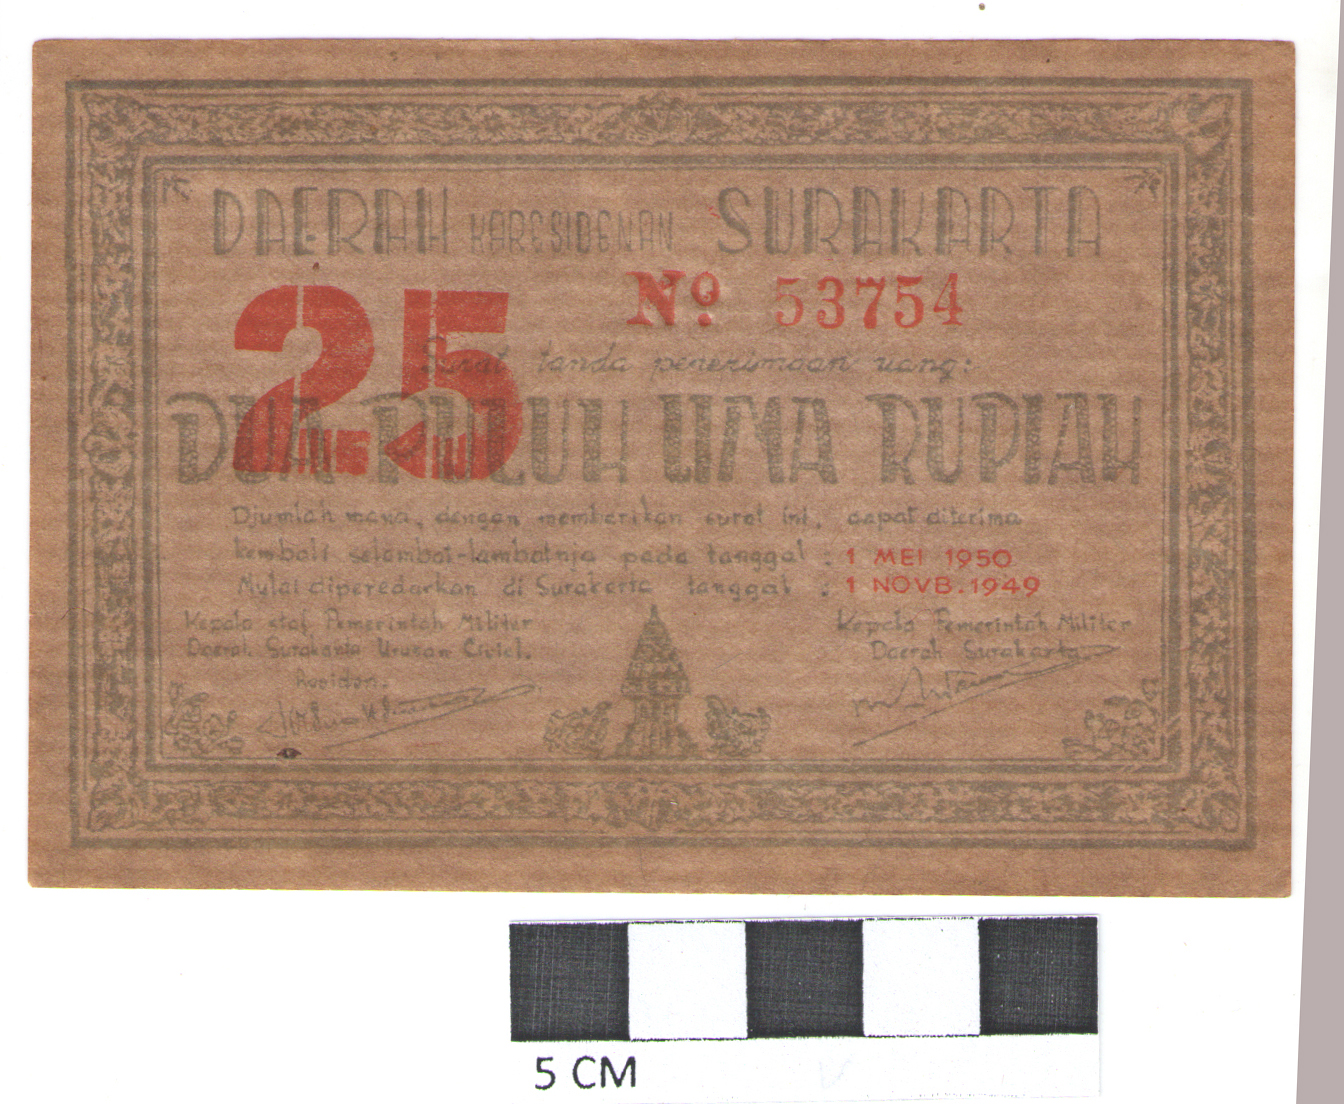 DAERAH KARESIDENAN SURAKARTA
25
No. 53754
Surat tanda penerimaan uang:
DUA PULUH LIMA RUPIAH
Djumlah mana, dengan memberikan surat ini, dapat diterima
kembali selambat-lambatnja pada tanggal : 1 MEI 1950
Mulai diperedarkan di Surakarta tanggal : 1 NOVB. 1949
Kepala staf Pemerintah Militer
Daerah Surakarta Urusan Civiel.
Residen.
Kepala Pemerintah Militer
Daerah Surakarta.
5 CM